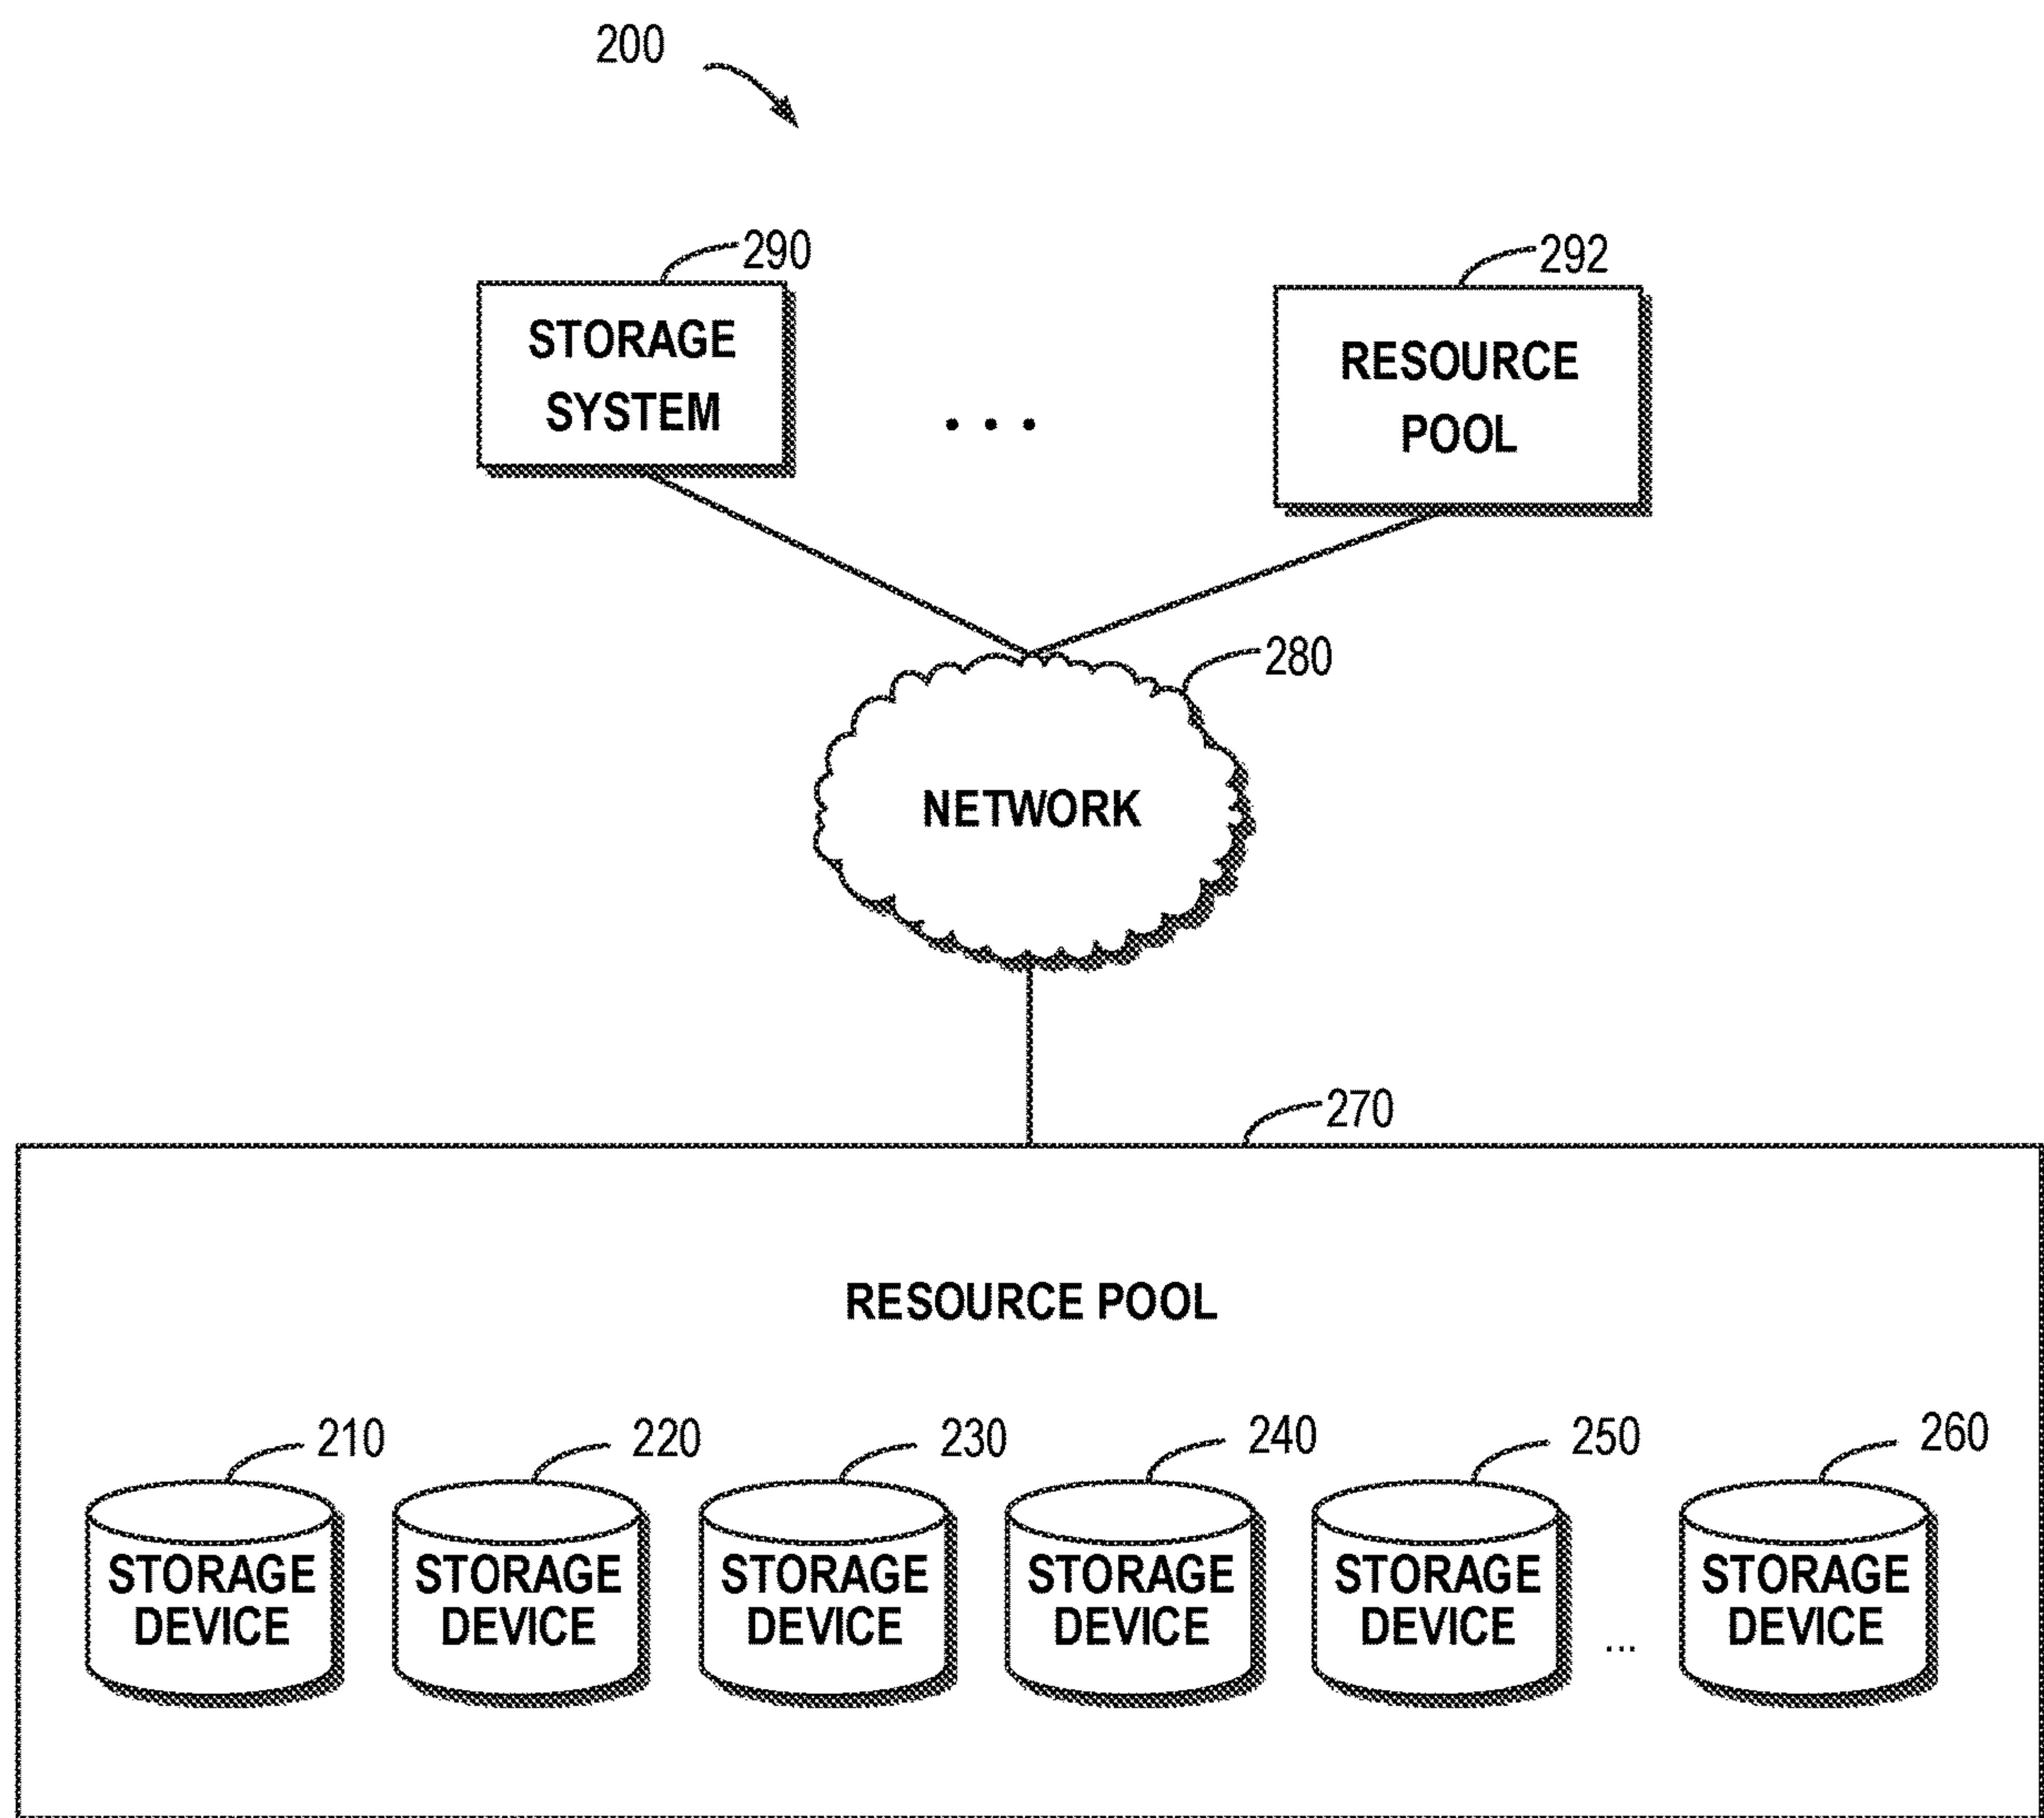 200
290
292
STORAGE
SYSTEM
. . .
RESOURCE
POOL
280
NETWORK
270
RESOURCE POOL
210
220
230
240
250
260
STORAGE
DEVICE
STORAGE
DEVICE
STORAGE
DEVICE
STORAGE
DEVICE
STORAGE
DEVICE
...
STORAGE
DEVICE